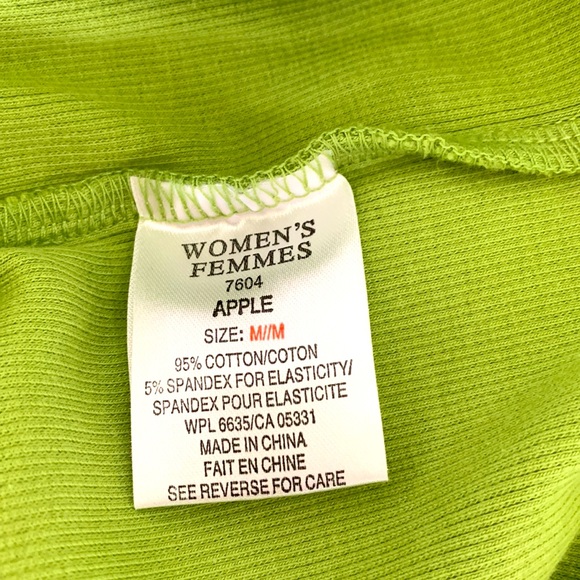 WOMEN'S
FEMMES
7604
APPLE
SIZE: M//M
95% COTTON/COTON
5% SPANDEX FOR ELASTICITY/
SPANDEX POUR ELASTICITE
WPL 6635/CA 05331
MADE IN CHINA
FAIT EN CHINE
SEE REVERSE FOR CARE